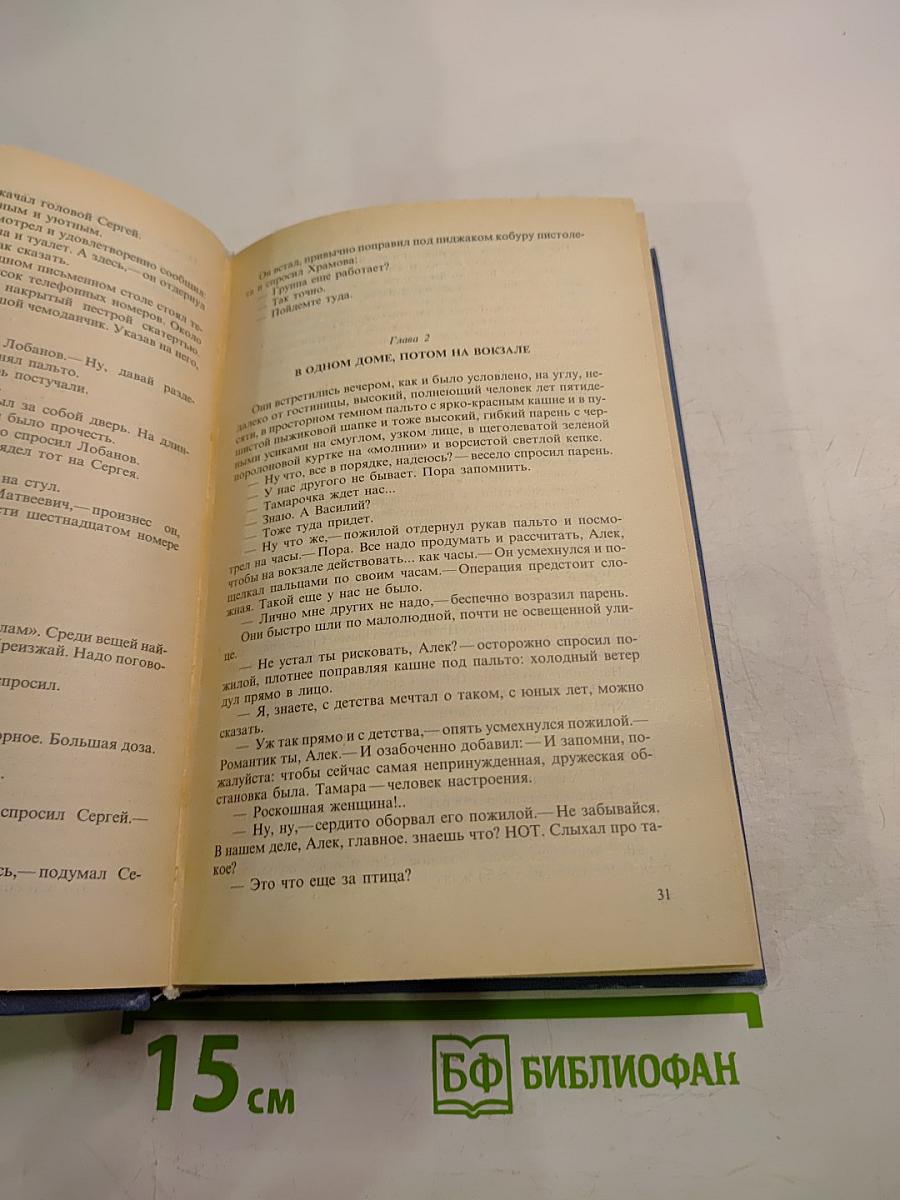 качал головой Сергей.
ным и уютным.
мотрел и удовлетворенно сообщил:
на и туалет. А здесь,— он отдернул
ак сказать.
дном письменном столе стоял те-
сок телефонных номеров. Около
накрытый пестрой скатертью.
шой чемоданчик. Указав на него,
Лобанов.— Ну, давай разде-
нял пальто.
ь постучали.
ыл за собой дверь. На длин-
было прочесть.
о спросил Лобанов.
ядел тот на Сергея.
на стул.
Матвеевич,— произнес он,
сти шестнадцатом номере
лам». Среди вещей най-
Треизжай. Надо погово-
спросил.
орное. Большая доза.
спросил Сергей.—
сь,— подумал Се-
Он встал, привычно поправил под пиджаком кобуру пистоле-
та и спросил Храмова:
— Группа еще работает?
— Так точно.
— Пойдемте туда.
Глава 2
В ОДНОМ ДОМЕ, ПОТОМ НА ВОКЗАЛЕ
Они встретились вечером, как и было условлено, на углу, не-
далеко от гостиницы, высокий, полнеющий человек лет пятиде-
сяти, в просторном темном пальто с ярко-красным кашне и в пу-
шистой пыжиковой шапке и тоже высокий, гибкий парень с чер-
ными усиками на смуглом, узком лице, в щеголеватой зеленой
поролоновой куртке на «молнии» и ворсистой светлой кепке.
— Ну что, все в порядке, надеюсь? — весело спросил парень.
— У нас другого не бывает. Пора запомнить.
— Тамарочка ждет нас...
— Знаю. А Василий?
— Тоже туда придет.
— Ну что же,— пожилой отдернул рукав пальто и посмо-
трел на часы.— Пора. Все надо продумать и рассчитать, Алек,
чтобы на вокзале действовать... как часы.— Он усмехнулся и по-
щелкал пальцами по своим часам.— Операция предстоит сло-
жная. Такой еще у нас не было.
— Лично мне других не надо,— беспечно возразил парень.
Они быстро шли по малолюдной, почти не освещенной ули-
це.
— Не устал ты рисковать, Алек? — осторожно спросил по-
жилой, плотнее поправляя кашне под пальто: холодный ветер
дул прямо в лицо.
— Я, знаете, с детства мечтал о таком, с юных лет, можно
сказать.
— Уж так прямо и с детства,— опять усмехнулся пожилой.—
Романтик ты, Алек.— И озабоченно добавил: — И запомни, по-
жалуйста: чтобы сейчас самая непринужденная, дружеская об-
становка была. Тамара — человек настроения.
— Роскошная женщина!..
— Ну, ну,— сердито оборвал его пожилой.— Не забывайся.
В нашем деле, Алек, главное. знаешь что? НОТ. Слыхал про та-
кое?
— Это что еще за птица?
31
15 см
БФ БИБЛИОФАН